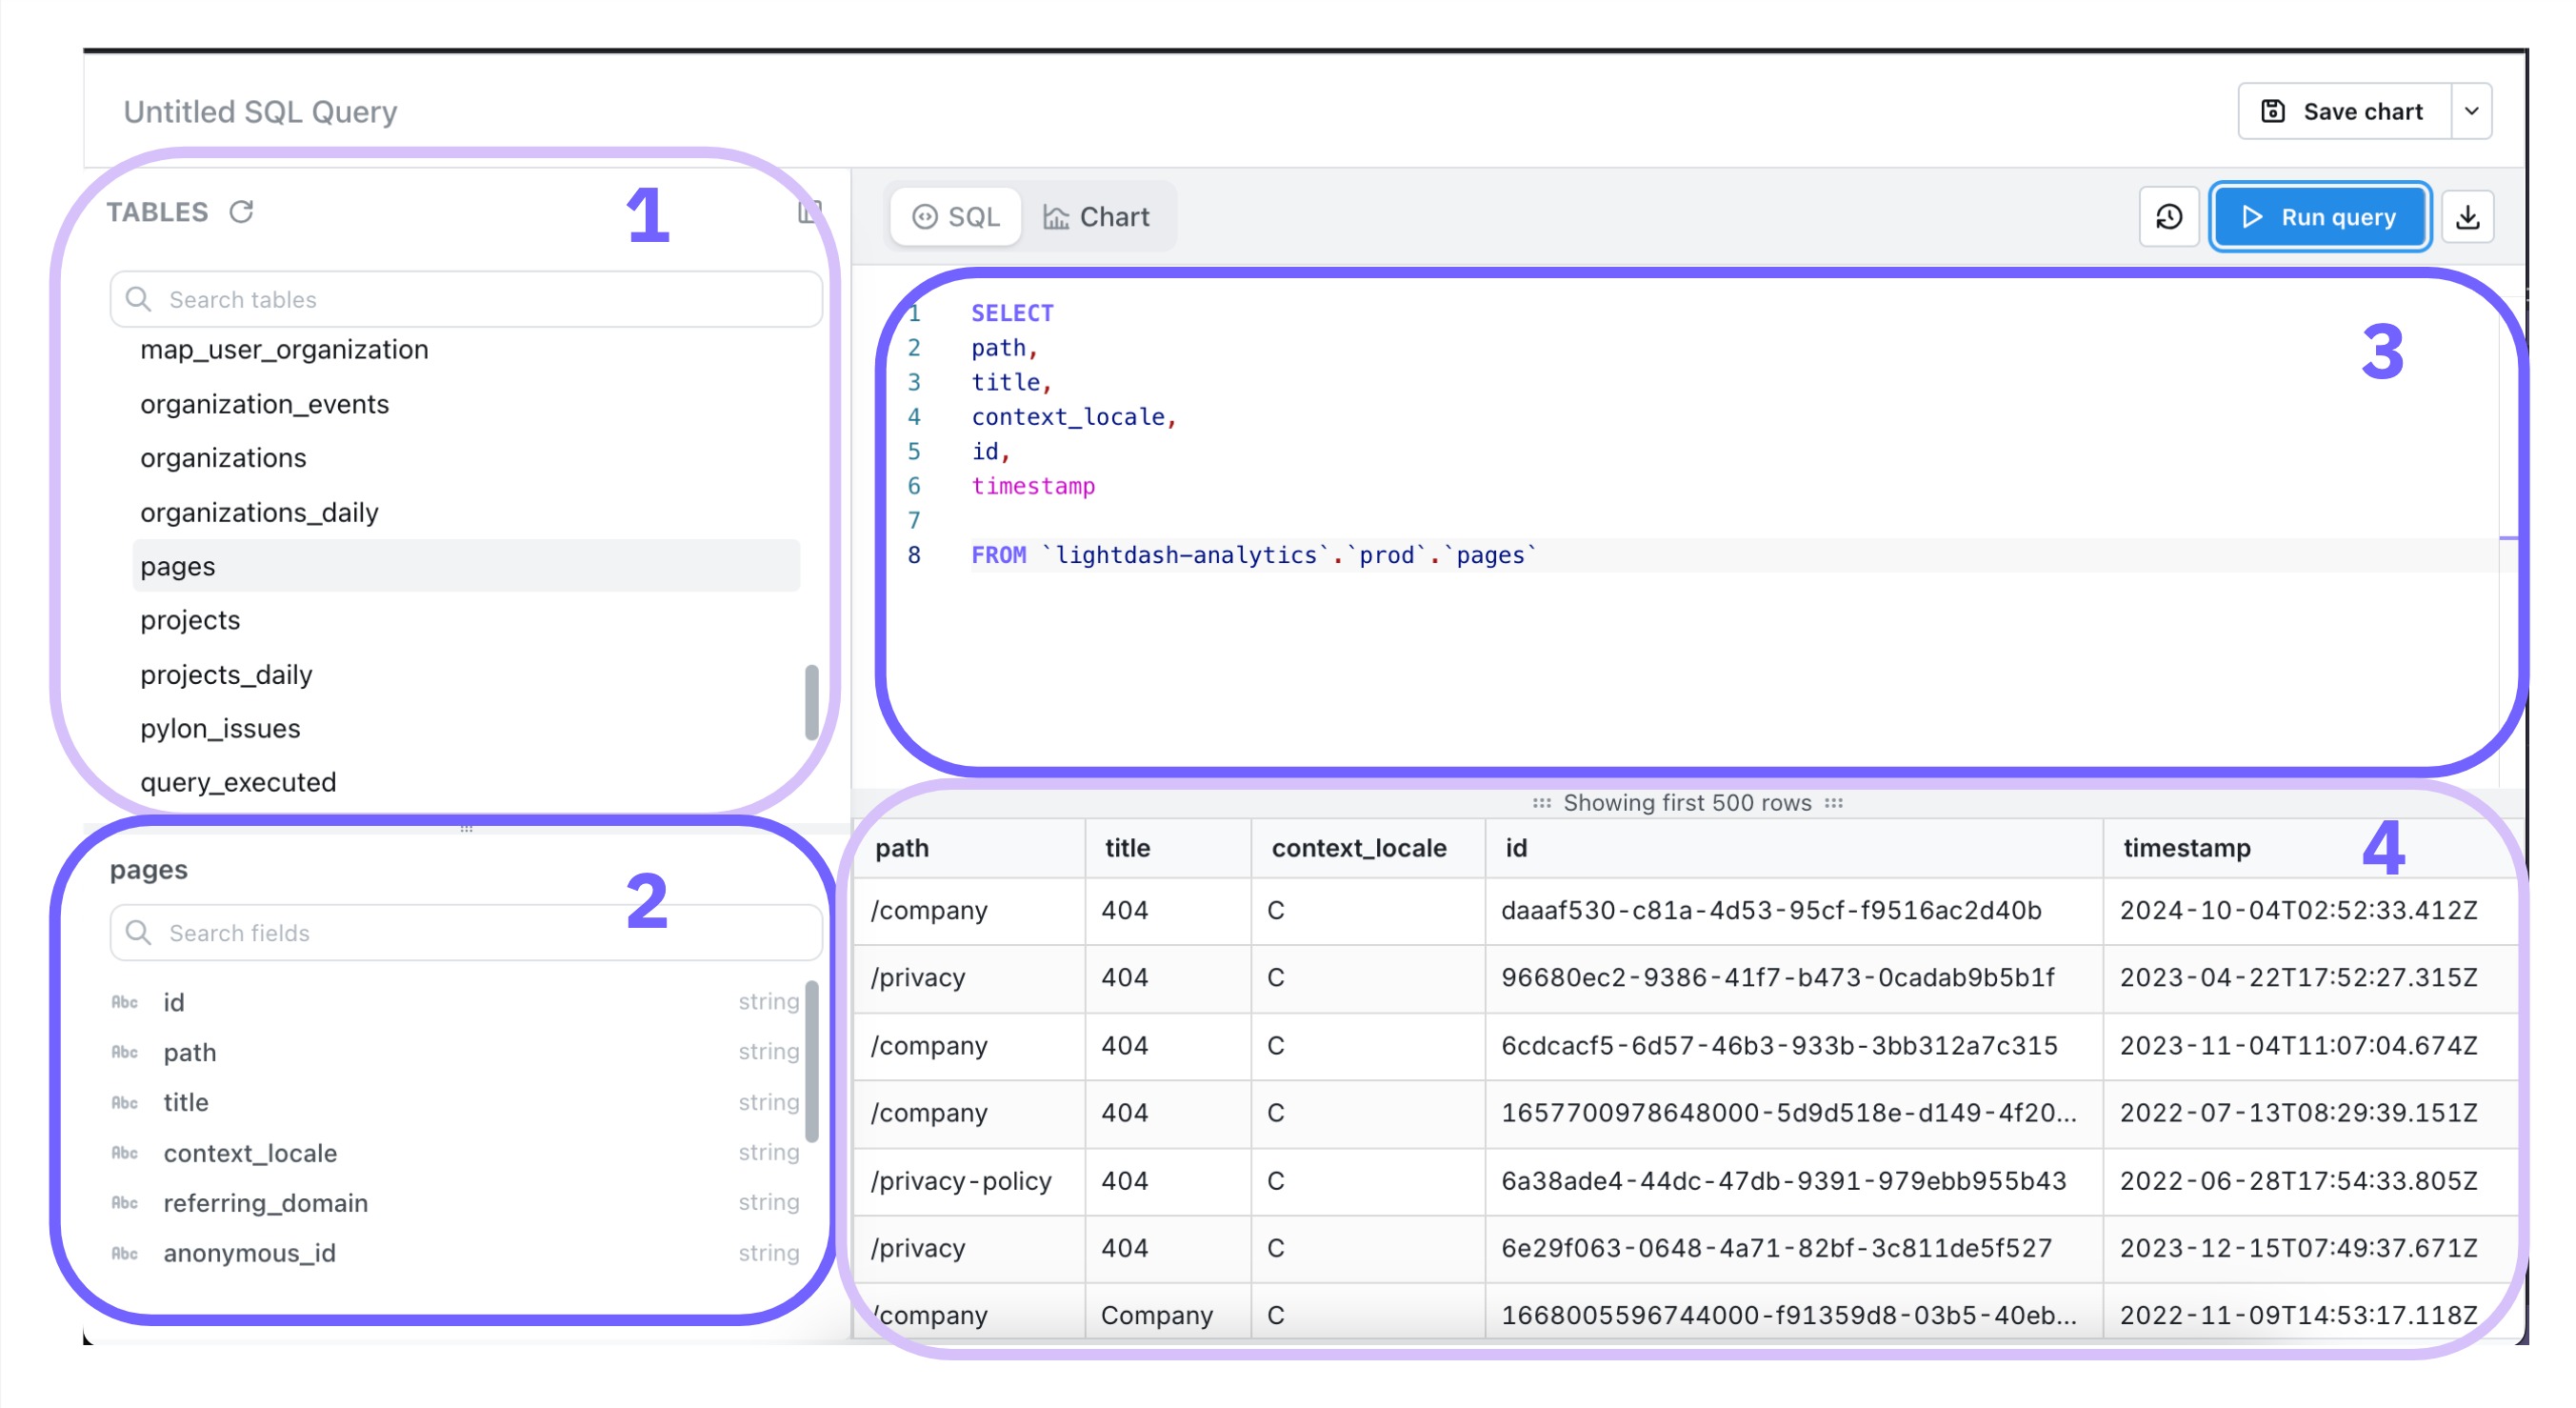 Untitled SQL Query
Save chart
TABLES
1
Search tables
map_user_organization
organization_events
organizations
organizations_daily
pages
projects
projects_daily
pylon_issues
query_executed
2
pages
Search fields
Abc id string
Abc path string
Abc title string
Abc context_locale string
Abc referring_domain string
Abc anonymous_id string
SQL Chart
Run query
3
1 SELECT
2 path,
3 title,
4 context_locale,
5 id,
6 timestamp
7
8 FROM `lightdash-analytics`.`prod`.`pages`
Showing first 500 rows
4
path title context_locale id timestamp
/company 404 C daaaf530-c81a-4d53-95cf-f9516ac2d40b 2024-10-04T02:52:33.412Z
/privacy 404 C 96680ec2-9386-41f7-b473-0cadab9b5b1f 2023-04-22T17:52:27.315Z
/company 404 C 6cdcacf5-6d57-46b3-933b-3bb312a7c315 2023-11-04T11:07:04.674Z
/company 404 C 1657700978648000-5d9d518e-d149-4f20... 2022-07-13T08:29:39.151Z
/privacy-policy 404 C 6a38ade4-44dc-47db-9391-979ebb955b43 2022-06-28T17:54:33.805Z
/privacy 404 C 6e29f063-0648-4a71-82bf-3c811de5f527 2023-12-15T07:49:37.671Z
/company Company C 1668005596744000-f91359d8-03b5-40eb... 2022-11-09T14:53:17.118Z